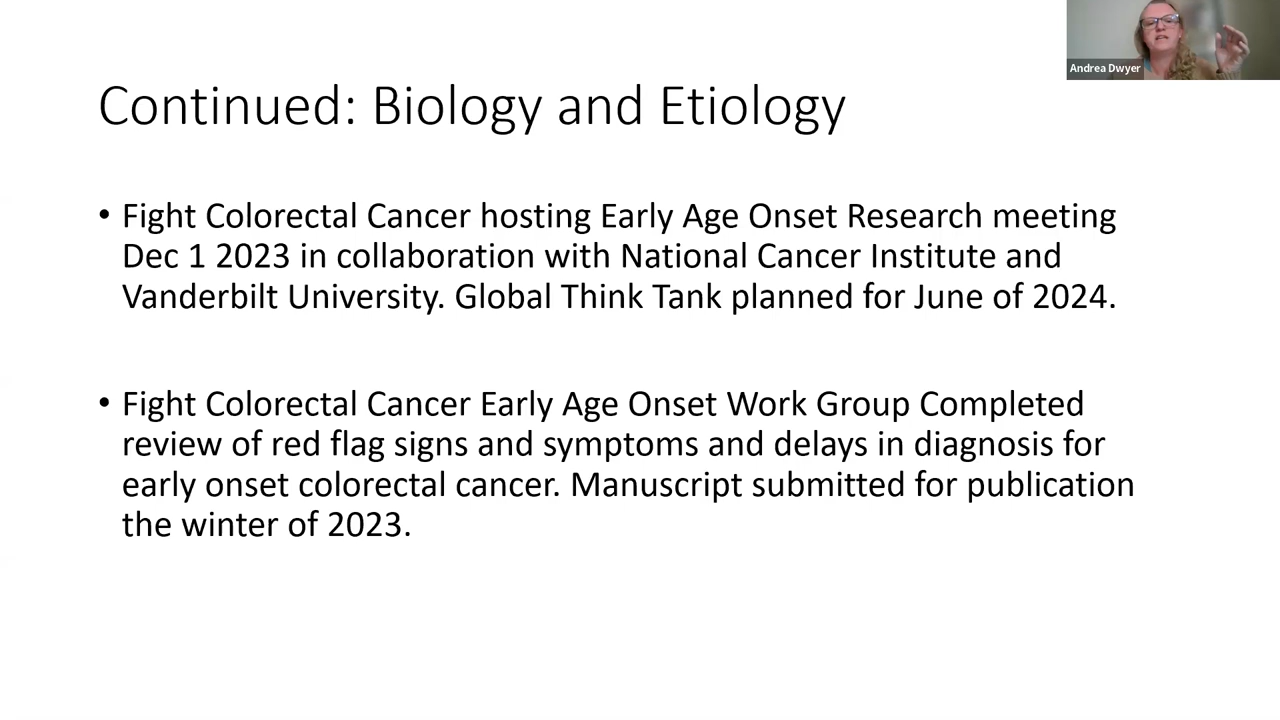 Andrea Dwyer
Continued: Biology and Etiology
• Fight Colorectal Cancer hosting Early Age Onset Research meeting
Dec 1 2023 in collaboration with National Cancer Institute and
Vanderbilt University. Global Think Tank planned for June of 2024.
• Fight Colorectal Cancer Early Age Onset Work Group Completed
review of red flag signs and symptoms and delays in diagnosis for
early onset colorectal cancer. Manuscript submitted for publication
the winter of 2023.